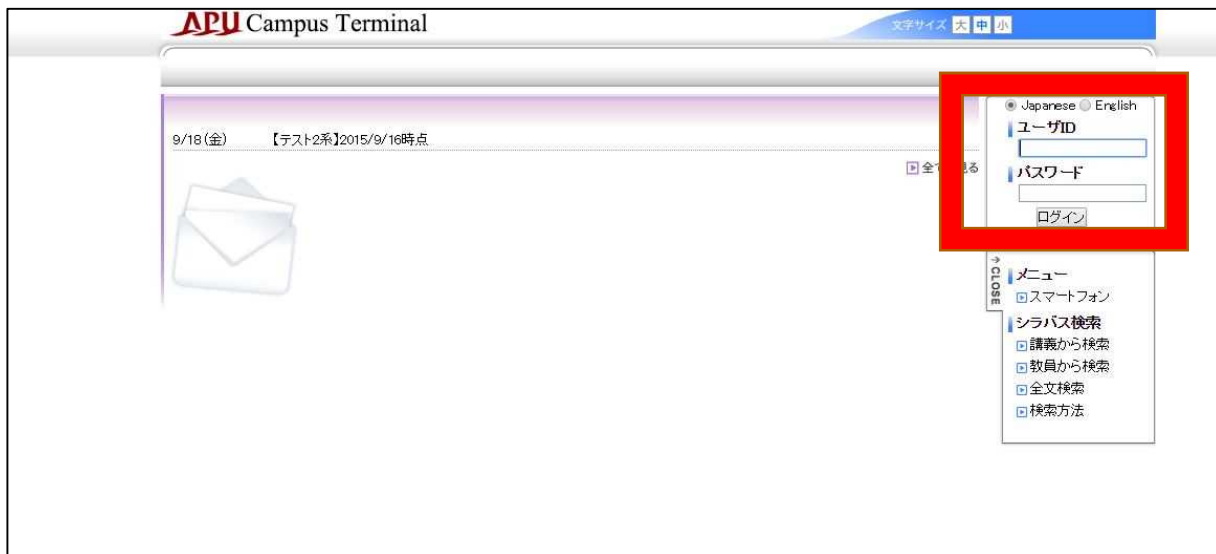 APU Campus Terminal
文字サイズ 大 中 小
Japanese English
ユーザID
パスワード
ログイン
9/18(金) 【テスト2系】2015/9/16時点
全て 見る
→CLOSE
メニュー
スマートフォン
シラバス検索
講義から検索
教員から検索
全文検索
検索方法